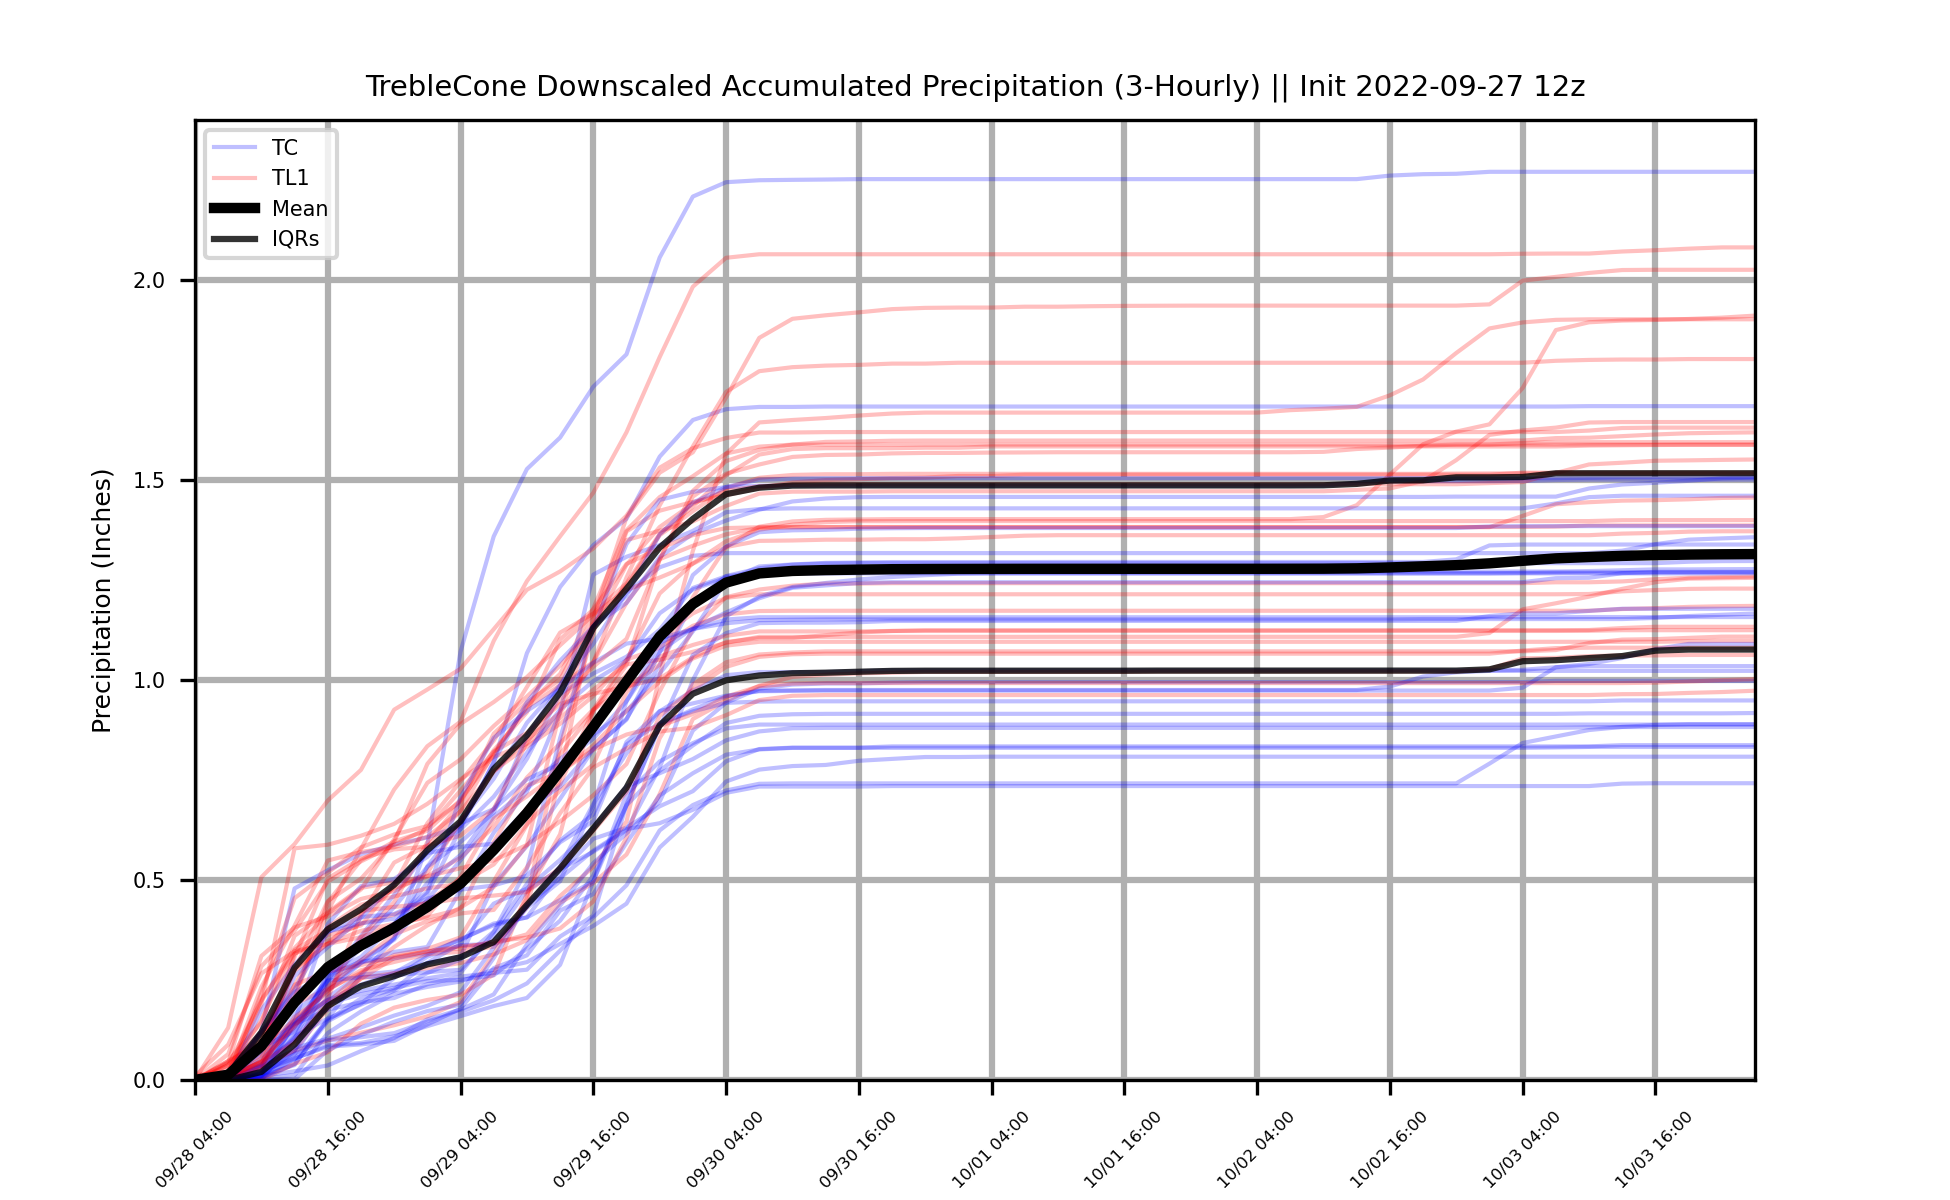 TrebleCone Downscaled Accumulated Precipitation (3-Hourly) || Init 2022-09-27 12z
TC
TL1
Mean
IQRs
Precipitation (Inches)
2.0
1.5
1.0
0.5
0.0
09/28 04:00
09/28 16:00
09/29 04:00
09/29 16:00
09/30 04:00
09/30 16:00
10/01 04:00
10/01 16:00
10/02 04:00
10/02 16:00
10/03 04:00
10/03 16:00